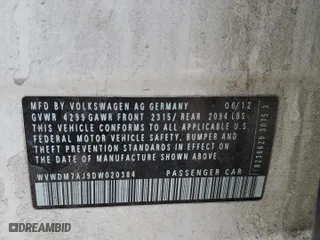 MFD. BY VOLKSWAGEN AG GERMANY 06/12
GVWR 4299 GAWR FRONT 2315/ REAR 2094 LBS
THIS VEHICLE CONFORMS TO ALL APPLICABLE U.S.
FEDERAL MOTOR VEHICLE SAFETY, BUMPER AND
THEFT PREVENTION STANDARDS IN EFFECT ON THE
DATE OF MANUFACTURE SHOWN ABOVE.
WVWDM7AJ9DW020384 PASSENGER CAR